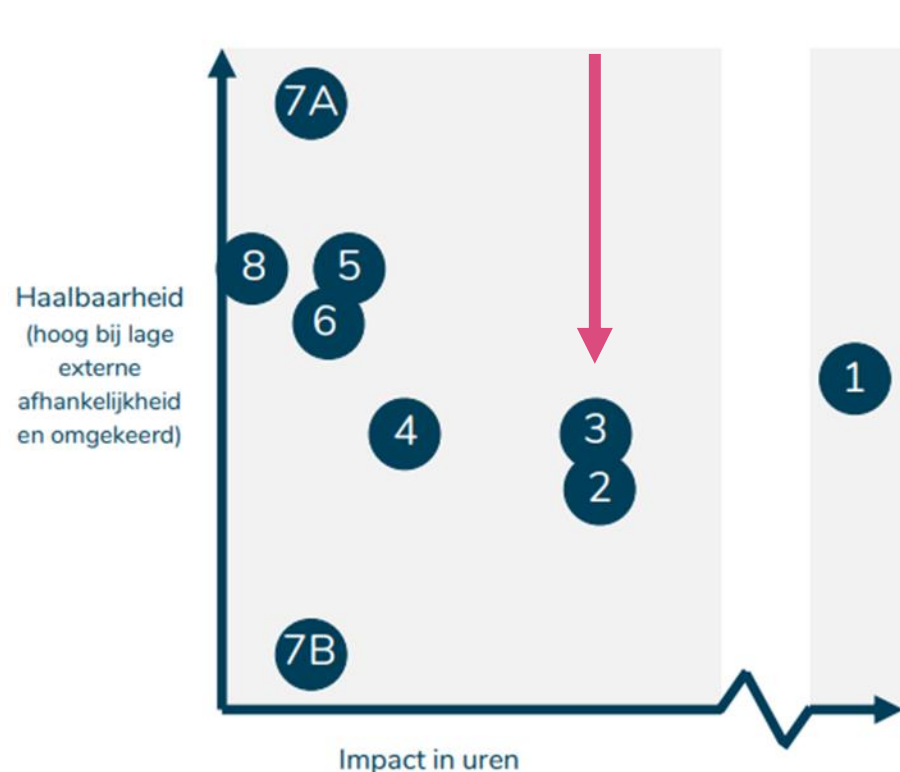 7A
8
5
6
Haalbaarheid
(hoog bij lage
externe
afhankelijkheid
en omgekeerd)
1
4
3
2
7B
Impact in uren